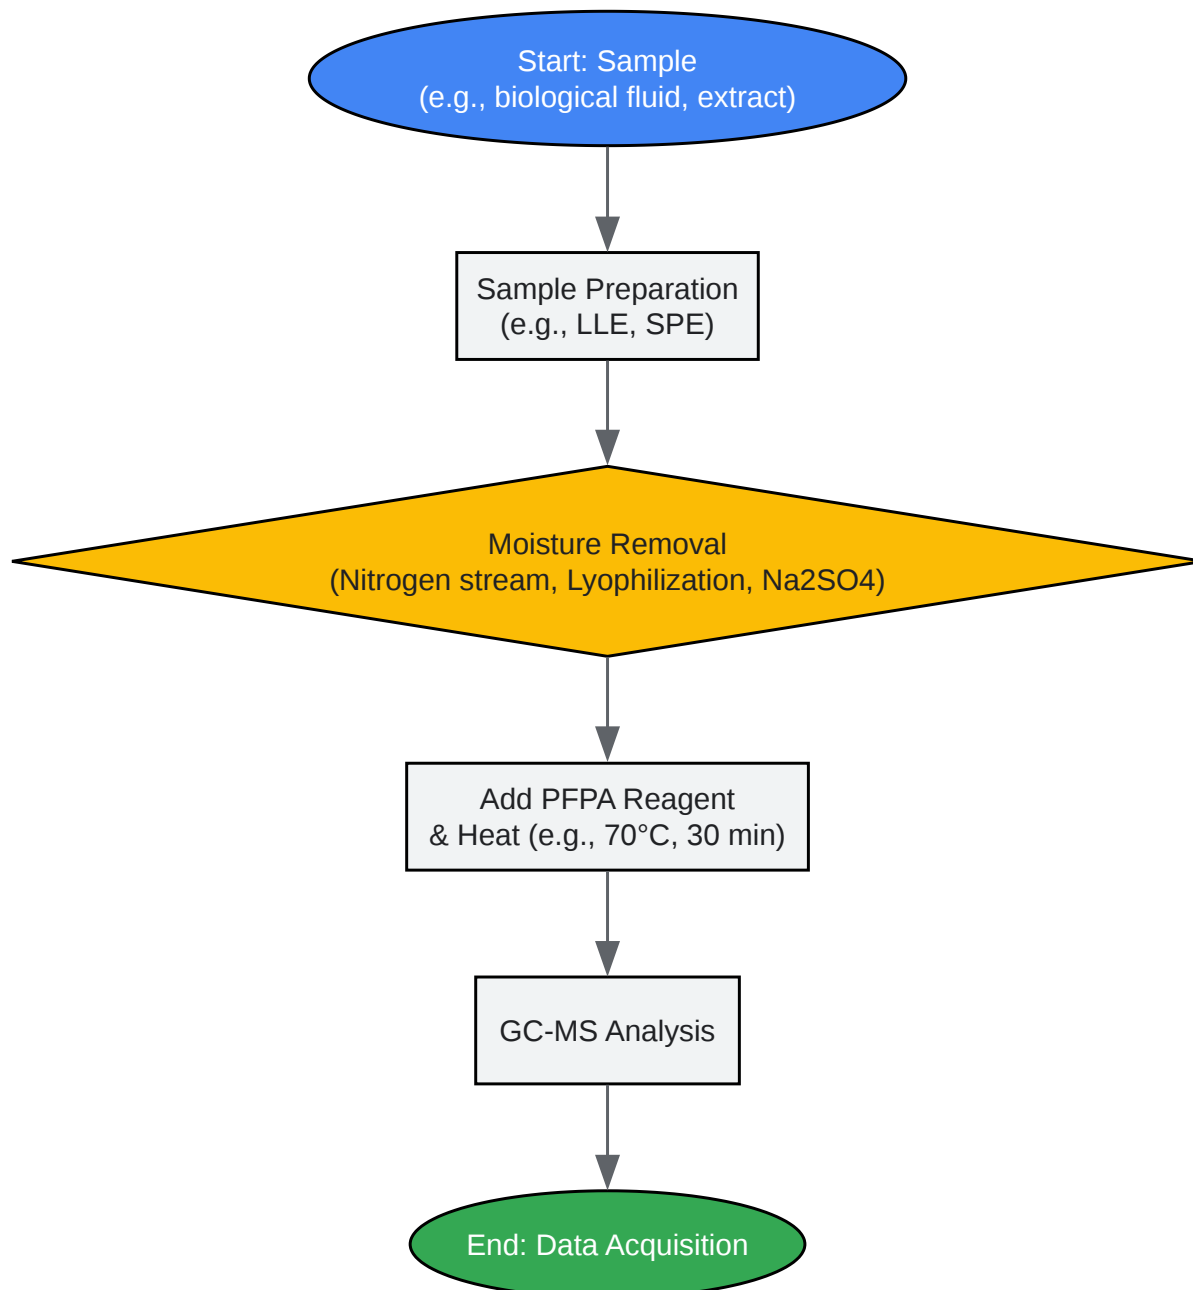 Start: Sample
(e.g., biological fluid, extract)
Sample Preparation
(e.g., LLE, SPE)
Moisture Removal
(Nitrogen stream, Lyophilization, Na2SO4)
Add PFPA Reagent
& Heat (e.g., 70°C, 30 min)
GC-MS Analysis
End: Data Acquisition